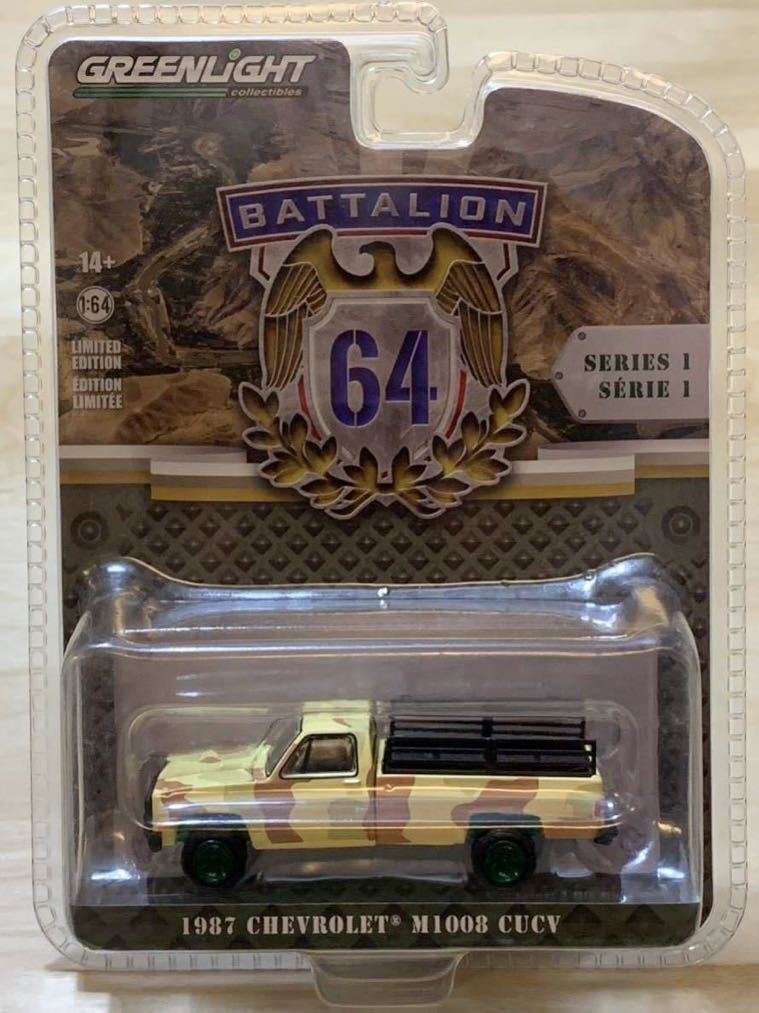 GREENLiGHT
collectibles
BATTALION
64
14+
1:64
LIMITED
EDITION
ÉDITION
LIMITÉE
SERIES 1
SÉRIE 1
1987 CHEVROLET® M1008 CUCV